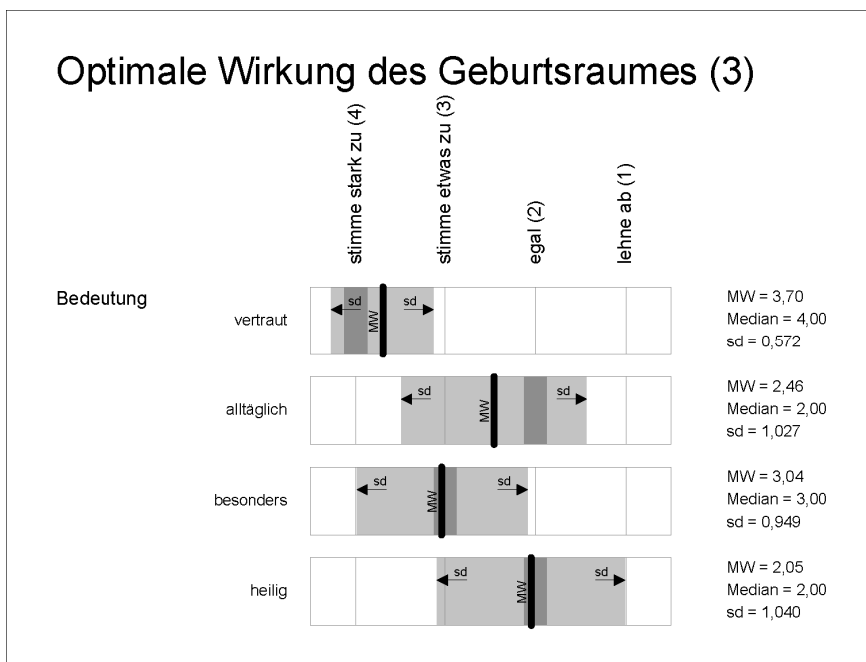 Optimale Wirkung des Geburtsraumes (3)
stimme stark zu (4)
stimme etwas zu (3)
egal (2)
lehne ab (1)
Bedeutung
vertraut
sd
MW
sd
MW = 3,70
Median = 4,00
sd = 0,572
alltäglich
sd
MW
sd
MW = 2,46
Median = 2,00
sd = 1,027
besonders
sd
MW
sd
MW = 3,04
Median = 3,00
sd = 0,949
heilig
sd
MW
sd
MW = 2,05
Median = 2,00
sd = 1,040